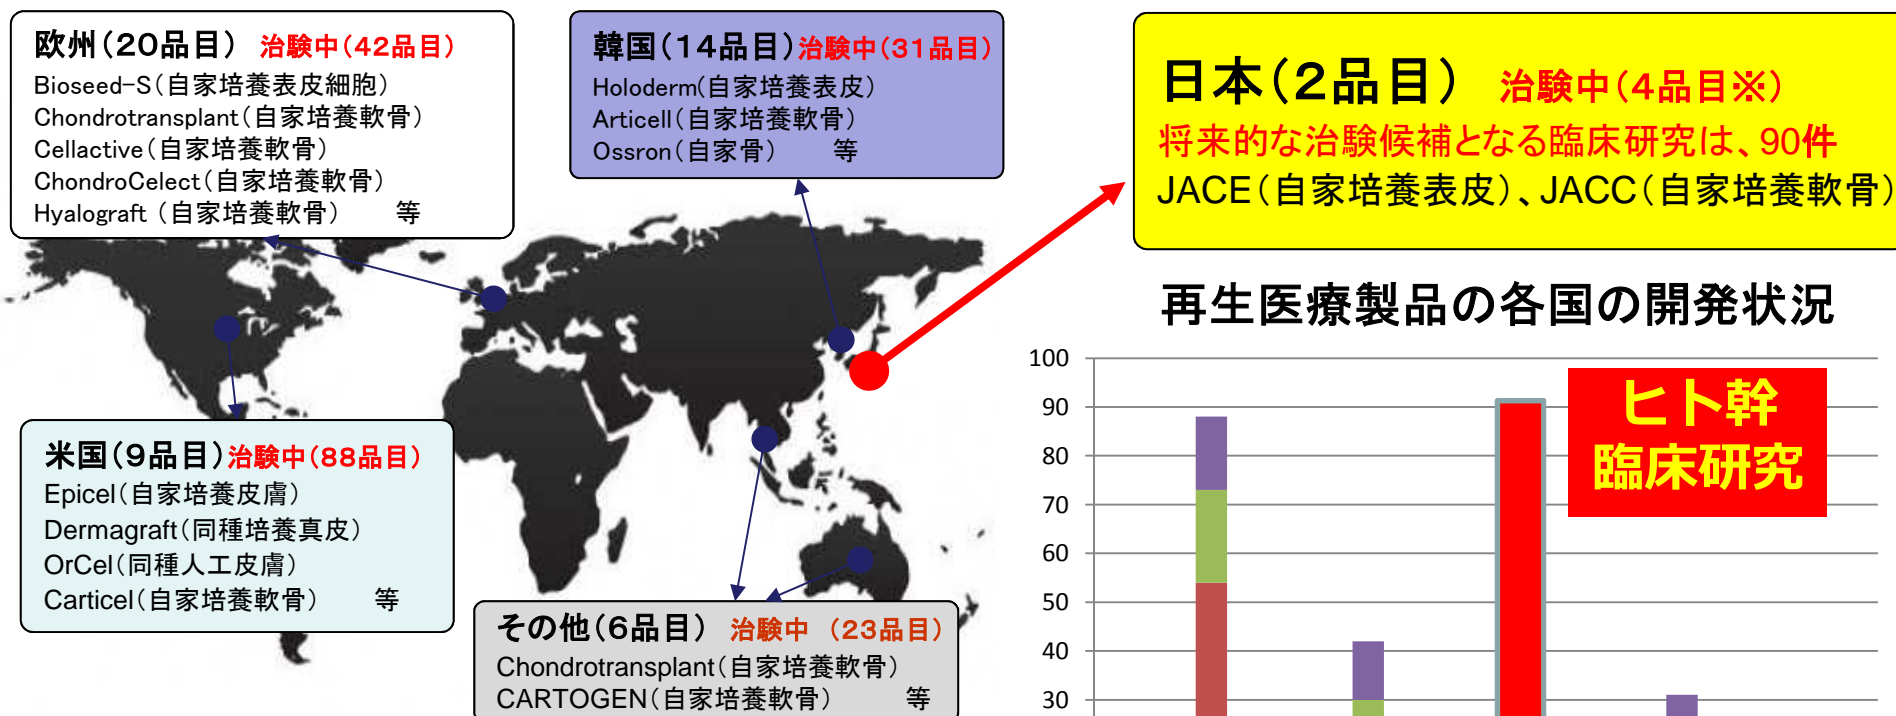 欧州(20品目) 治験中(42品目)
Bioseed-S(自家培養表皮細胞)
Chondrotransplant(自家培養軟骨)
Cellactive(自家培養軟骨)
ChondroCelect(自家培養軟骨)
Hyalograft (自家培養軟骨) 等
韓国(14品目)治験中(31品目)
Holoderm(自家培養表皮)
Articell(自家培養軟骨)
Ossron(自家骨) 等
日本(2品目) 治験中(4品目※)
将来的な治験候補となる臨床研究は、90件
JACE(自家培養表皮)、JACC(自家培養軟骨)
米国(9品目)治験中(88品目)
Epicel(自家培養皮膚)
Dermagraft(同種培養真皮)
OrCel(同種人工皮膚)
Carticel(自家培養軟骨) 等
その他(6品目) 治験中 (23品目)
Chondrotransplant(自家培養軟骨)
CARTOGEN(自家培養軟骨) 等
再生医療製品の各国の開発状況
100
90
80
70
60
50
40
30
ヒト幹
臨床研究